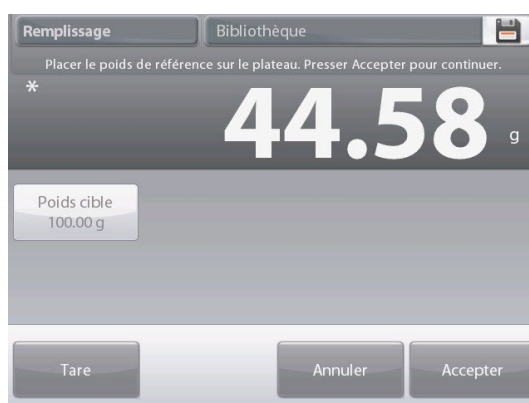 Remplissage
Bibliothèque
Placer le poids de référence sur le plateau. Presser Accepter pour continuer.
*
44.58 g
Poids cible
100.00 g
Tare
Annuler
Accepter